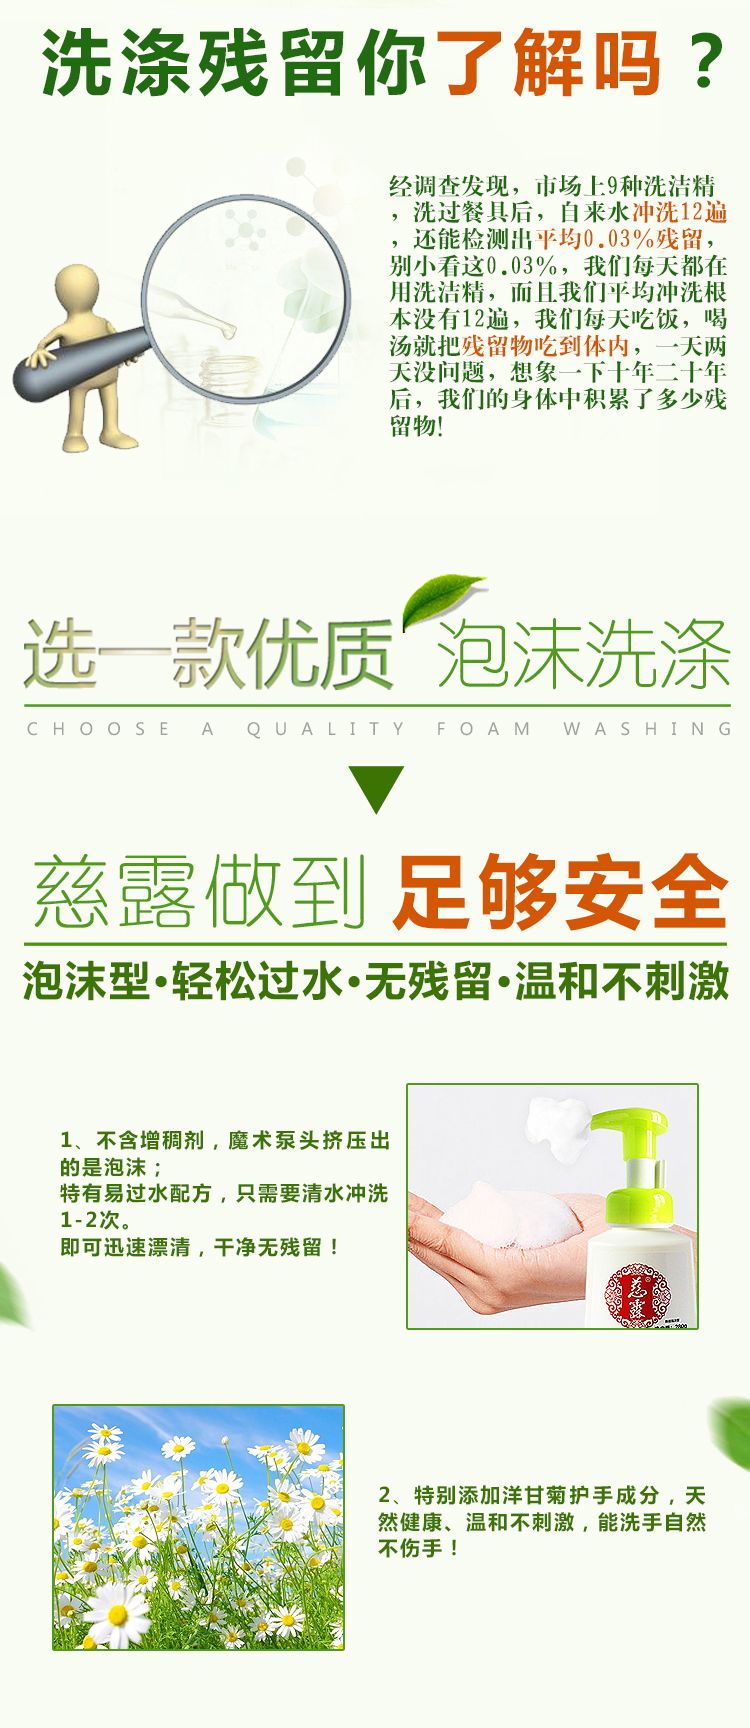 洗涤残留你了解吗？
经调查发现，市场上9种洗洁精
，洗过餐具后，自来水冲洗12遍
，还能检测出平均0.03%残留，
别小看这0.03%，我们每天都在
用洗洁精，而且我们平均冲洗根
本没有12遍，我们每天吃饭，喝
汤就把残留物吃到体内，一天两
天没问题，想象一下十年二十年
后，我们的身体中积累了多少残
留物！
选一款优质 泡沫洗涤
CHOOSE A QUALITY FOAM WASHING
慈露做到 足够安全
泡沫型·轻松过水·无残留·温和不刺激
1、不含增稠剂，魔术泵头挤压出
的是泡沫；
特有易过水配方，只需要清水冲洗
1-2次。
即可迅速漂清，干净无残留！
慈露
2、特别添加洋甘菊护手成分，天
然健康、温和不刺激，能洗手自然
不伤手！